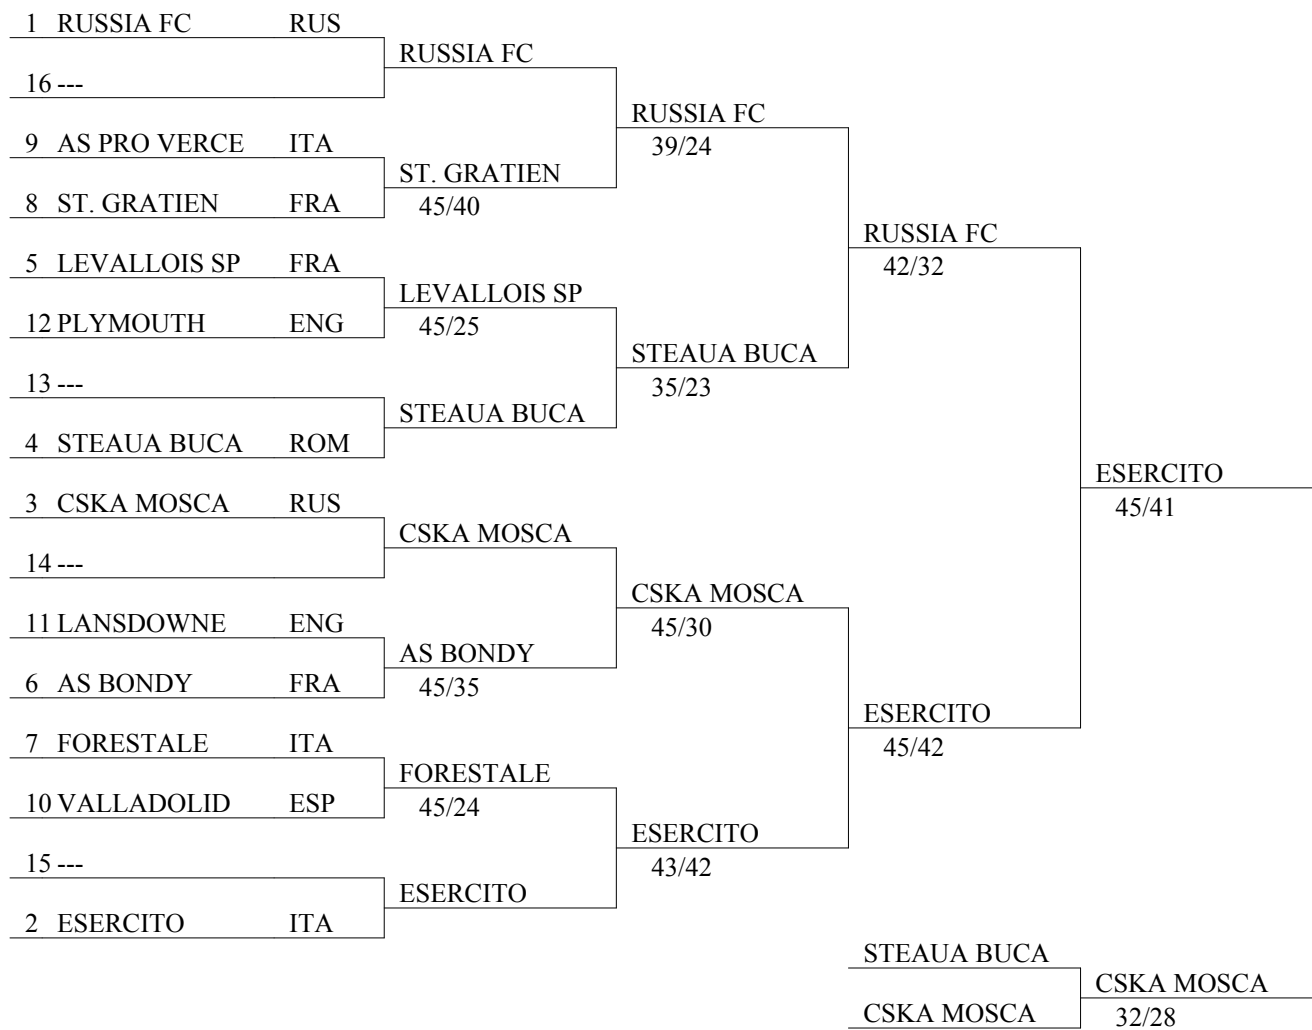 1 RUSSIA FC RUS
RUSSIA FC
16 ---
RUSSIA FC
39/24
9 AS PRO VERCE ITA
ST. GRATIEN
45/40
8 ST. GRATIEN FRA
RUSSIA FC
42/32
5 LEVALLOIS SP FRA
LEVALLOIS SP
45/25
12 PLYMOUTH ENG
STEAUA BUCA
35/23
13 ---
STEAUA BUCA
4 STEAUA BUCA ROM
ESERCITO
45/41
3 CSKA MOSCA RUS
CSKA MOSCA
14 ---
CSKA MOSCA
45/30
11 LANSDOWNE ENG
AS BONDY
45/35
6 AS BONDY FRA
ESERCITO
45/42
7 FORESTALE ITA
FORESTALE
45/24
10 VALLADOLID ESP
ESERCITO
43/42
15 ---
ESERCITO
2 ESERCITO ITA
STEAUA BUCA
CSKA MOSCA
32/28
CSKA MOSCA